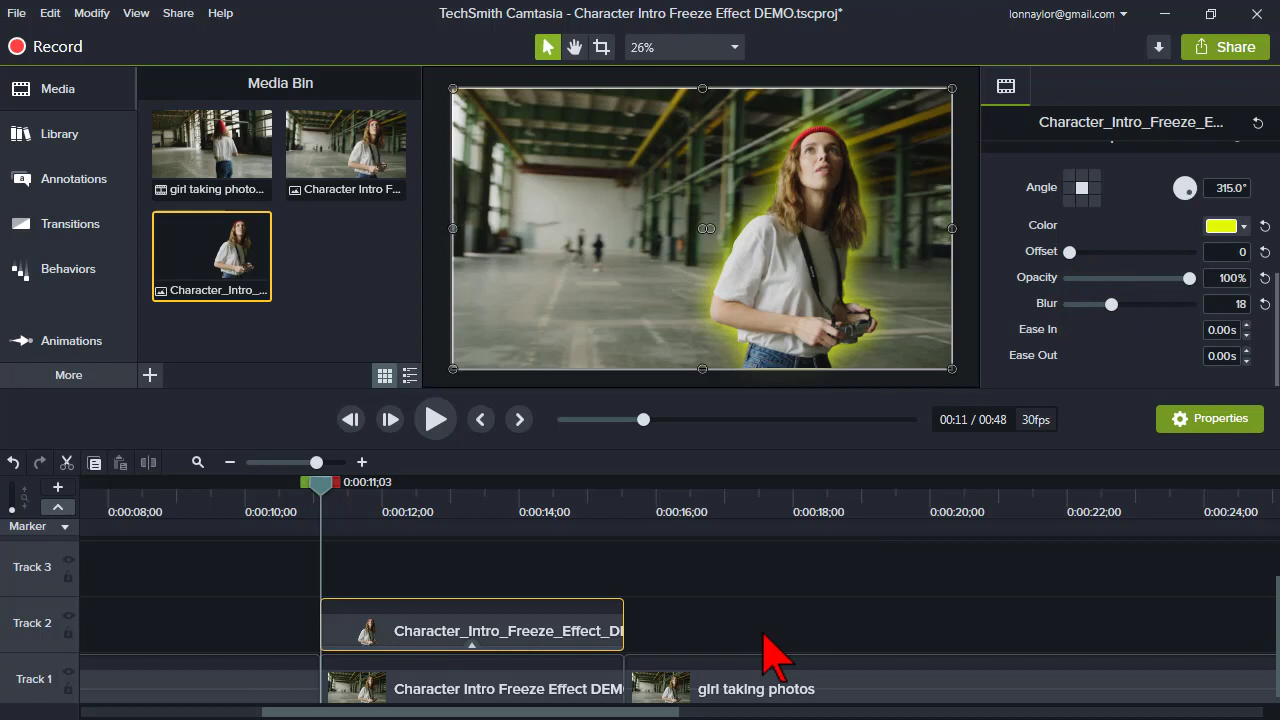 File Edit View Modify Share Help
TechSmith Camtasia - Character Intro Freeze Effect DEMO.tscproj*
lonnaylor@gmail.com
Record
26%
Share
Media
Library
Annotations
Transitions
Behaviors
Animations
More
Media Bin
girl taking photo...
Character Intro F...
Character_Intro_...
Character_Intro_Freeze_E...
Angle 315.0°
Color
Offset 0
Opacity 100%
Blur 18
Ease In 0.00s
Ease Out 0.00s
00:11 / 00:48 30fps
Properties
0:00:11;03
0:00:08;00 0:00:10;00 0:00:12;00 0:00:14;00 0:00:16;00 0:00:18;00 0:00:20;00 0:00:22;00 0:00:24;00
Marker
Track 3
Track 2
Character_Intro_Freeze_Effect_DI
Track 1
Character Intro Freeze Effect DEM
girl taking photos